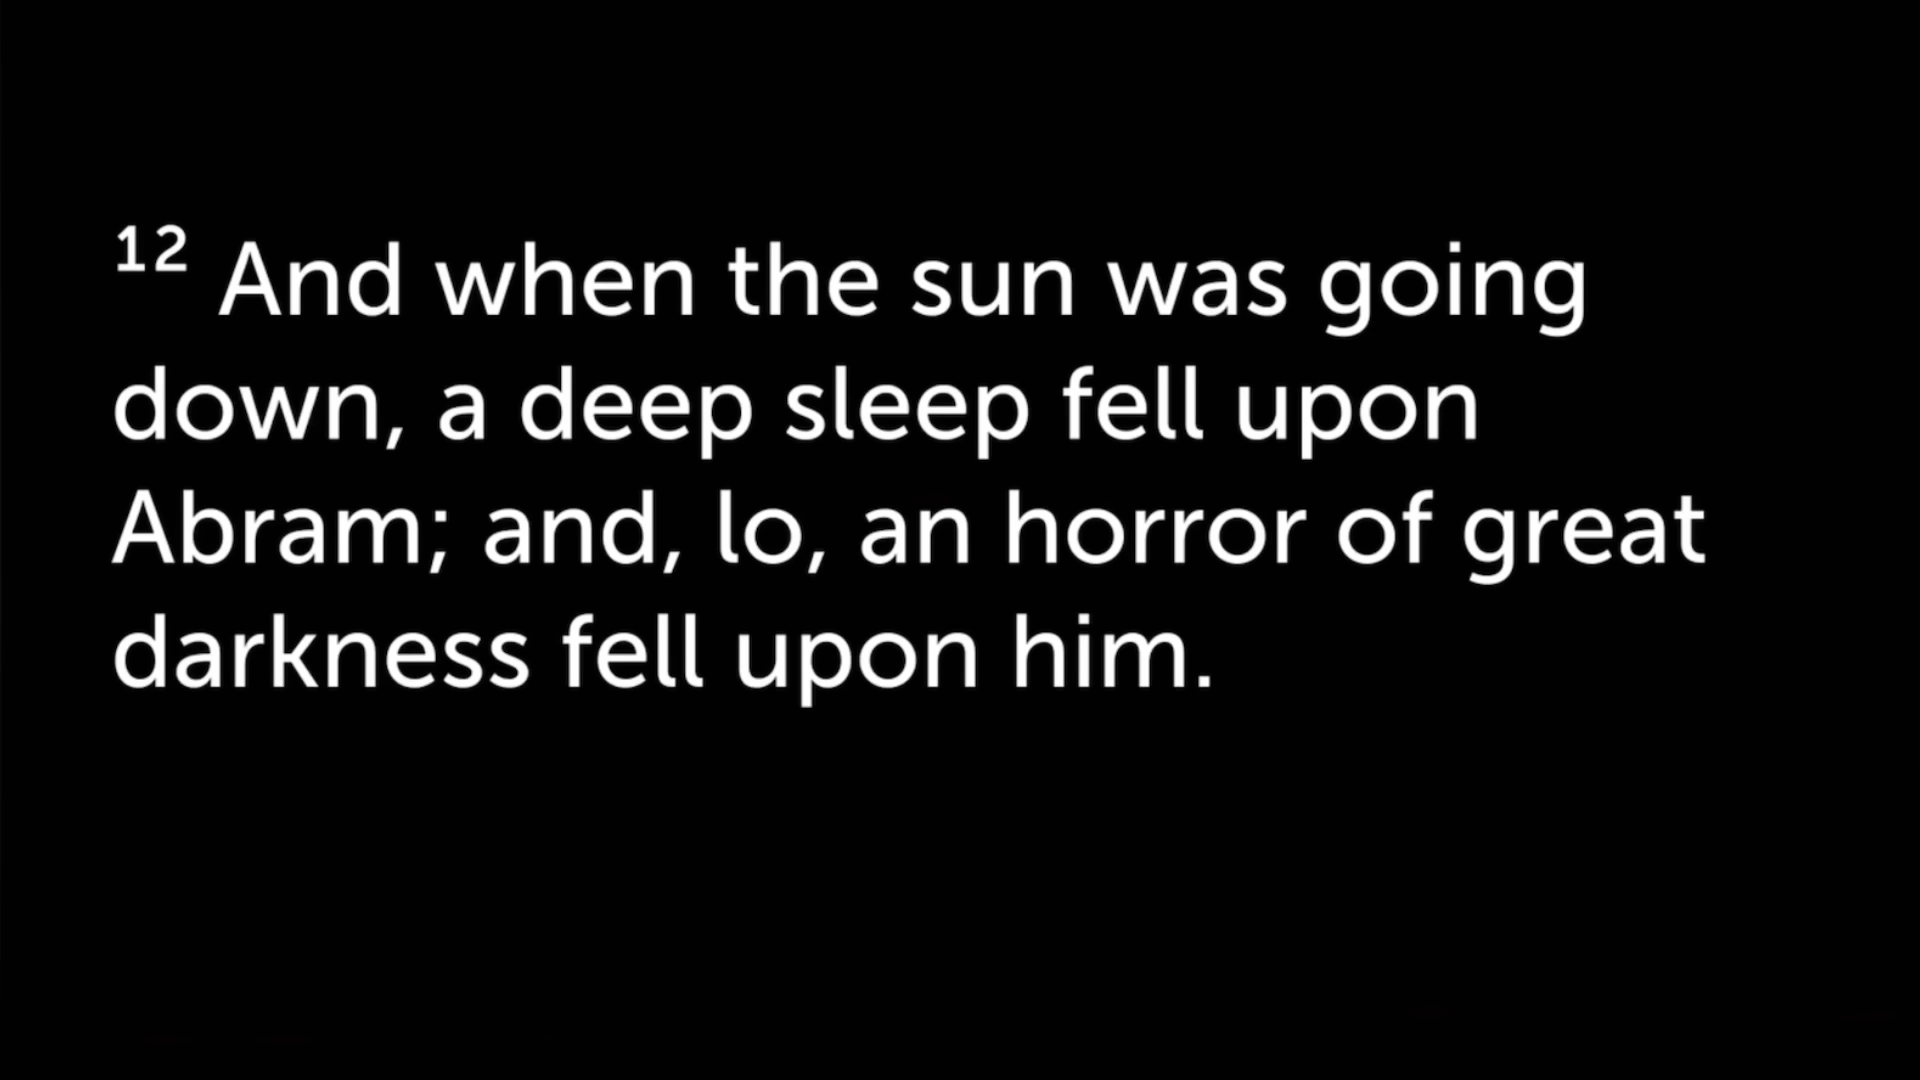 12 And when the sun was going
down, a deep sleep fell upon
Abram; and, lo, an horror of great
darkness fell upon him.